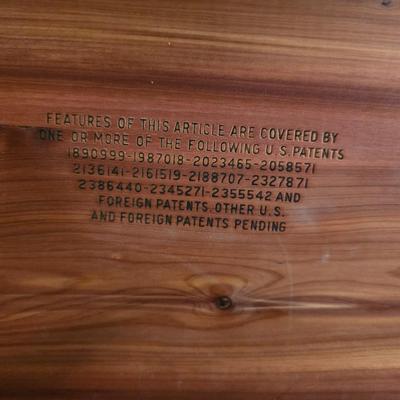 FEATURES OF THIS ARTICLE ARE COVERED BY
ONE OR MORE OF THE FOLLOWING U.S. PATENTS
1890999-1987018-2023465-2058571
2136141-2161519-2188707-2327871
2386440-2345271-2355542 AND
FOREIGN PATENTS. OTHER U.S.
AND FOREIGN PATENTS PENDING